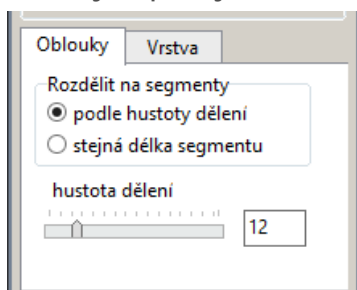 Oblouky Vrstva
Rozdělit na segmenty
podle hustoty dělení
stejná délka segmentu
hustota dělení
12